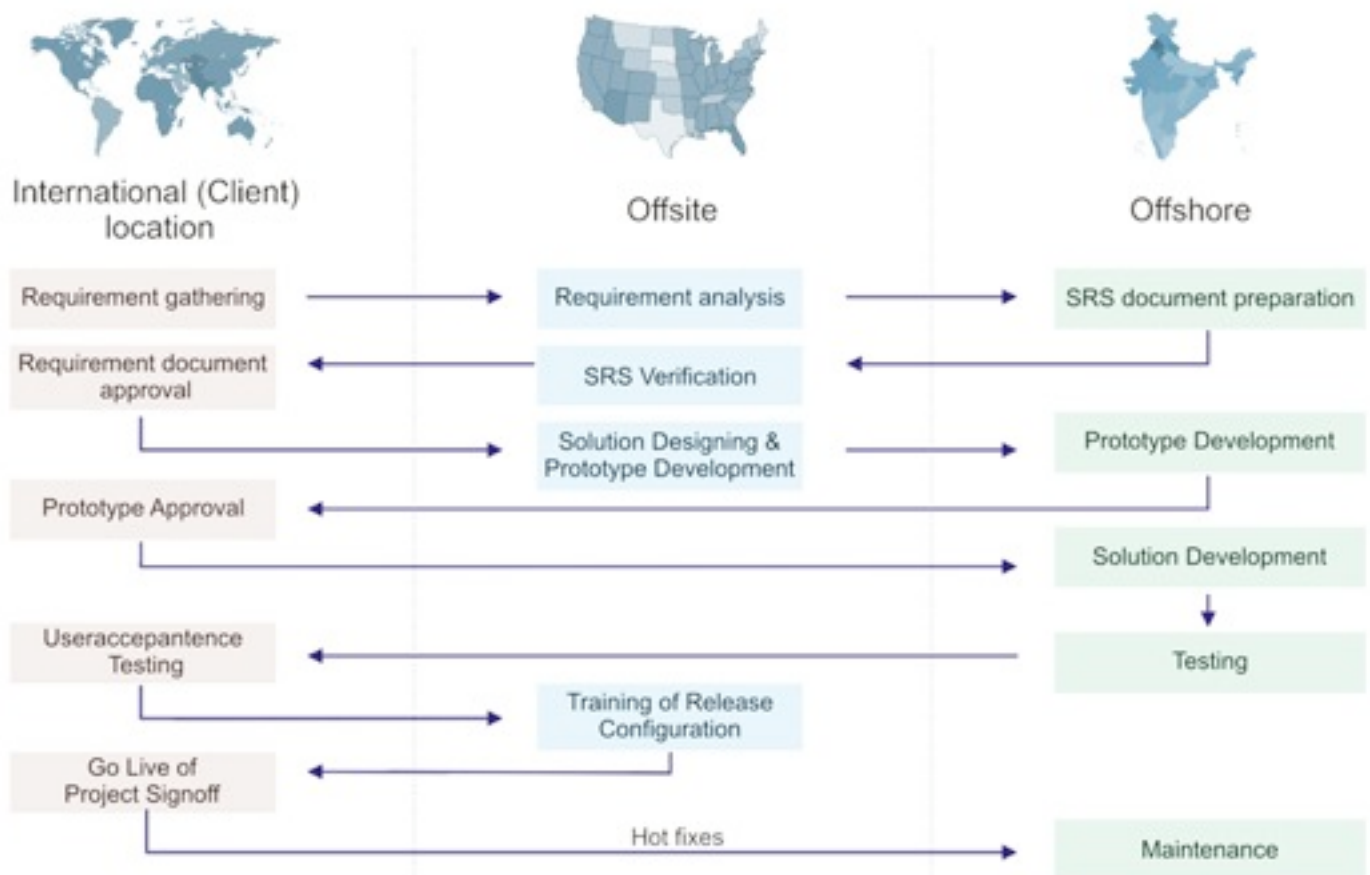 International (Client)
location
Offsite
Offshore
Requirement gathering
Requirement analysis
SRS document preparation
Requirement document
approval
SRS Verification
Solution Designing &
Prototype Development
Prototype Development
Prototype Approval
Solution Development
Useraccepantence
Testing
Testing
Training of Release
Configuration
Go Live of
Project Signoff
Hot fixes
Maintenance